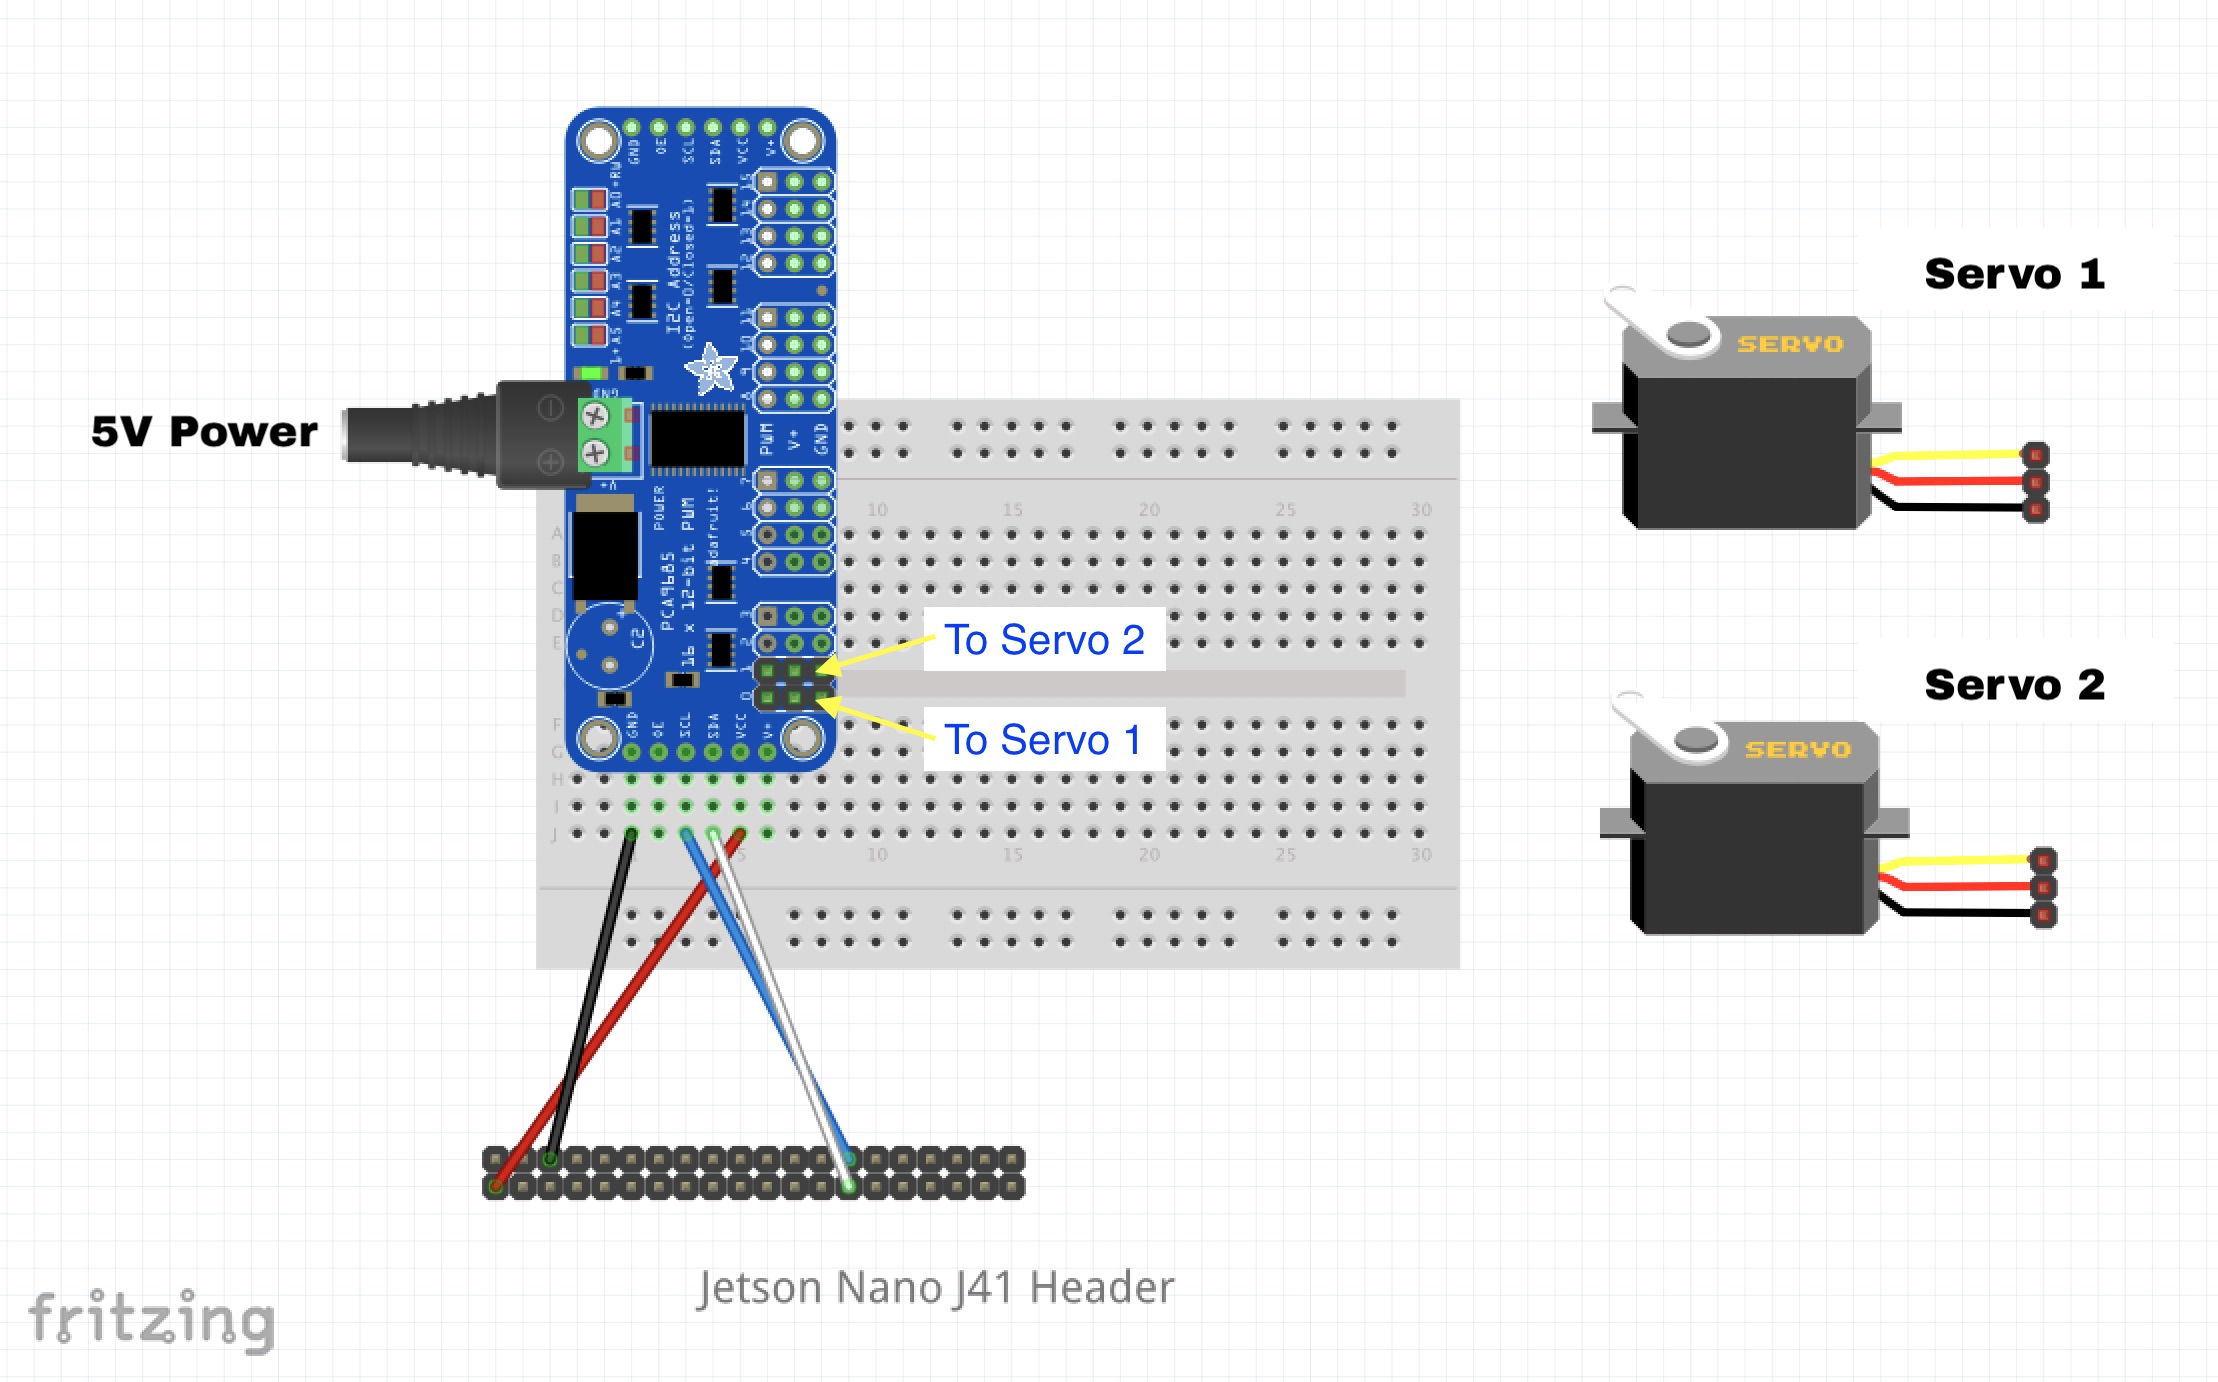 GND
OE
SCL
SDA
VCC
V+
A0
A1
A2
A3
A4
A5
I2C Address
(open=0/Closed=1)
15
14
13
12
11
10
9
8
PWM
V+
GND
5V Power
POWER
PCA9685
16 x 12-bit PWM
adafruit!
C2
7
6
5
4
3
2
1
0
GND
OE
SCL
SDA
VCC
V+
10
15
20
25
30
A
B
C
D
E
F
G
H
I
J
1
5
10
15
20
25
30
To Servo 2
To Servo 1
Servo 1
SERVO
Servo 2
SERVO
Jetson Nano J41 Header
fritzing